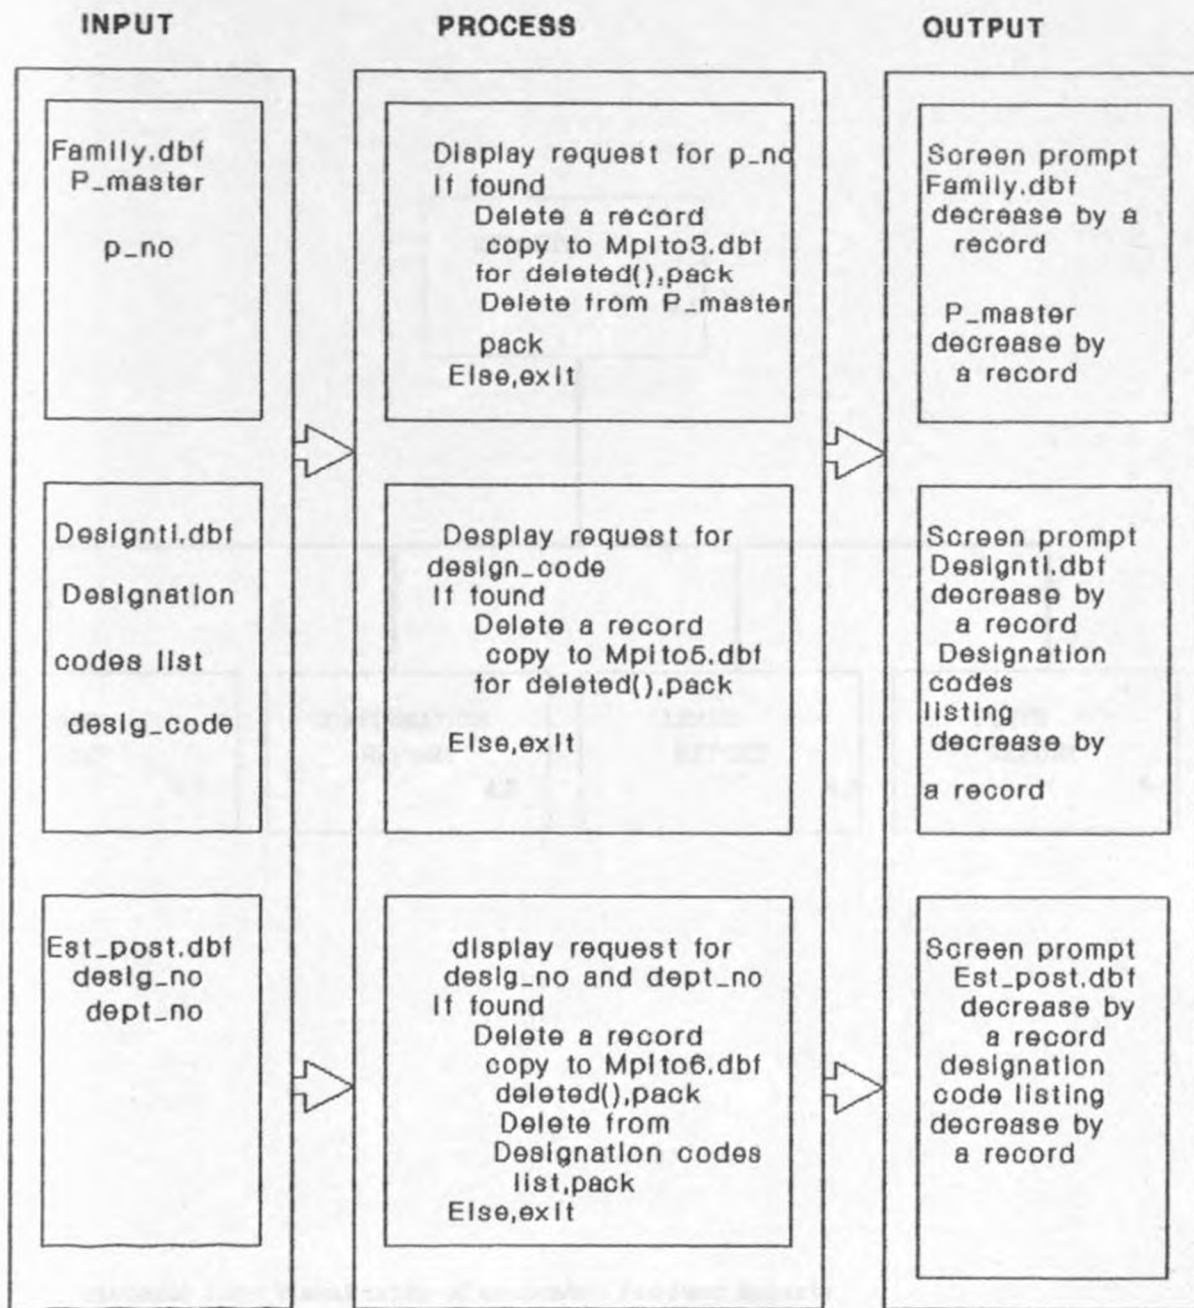 INPUT
PROCESS
OUTPUT
Family.dbf
P_master
p_no
Display request for p_no
If found
Delete a record
copy to Mplto3.dbf
for deleted(),pack
Delete from P_master
pack
Else,exit
Screen prompt
Family.dbf
decrease by a
record
P_master
decrease by
a record
Designti.dbf
Designation
codes list
desig_code
Desplay request for
design_code
If found
Delete a record
copy to Mplto5.dbf
for deleted(),pack
Else,exit
Screen prompt
Designti.dbf
decrease by
a record
Designation
codes
listing
decrease by
a record
Est_post.dbf
desig_no
dept_no
display request for
desig_no and dept_no
If found
Delete a record
copy to Mplto6.dbf
deleted(),pack
Delete from
Designation codes
list,pack
Else,exit
Screen prompt
Est_post.dbf
decrease by
a record
designation
code listing
decrease by
a record